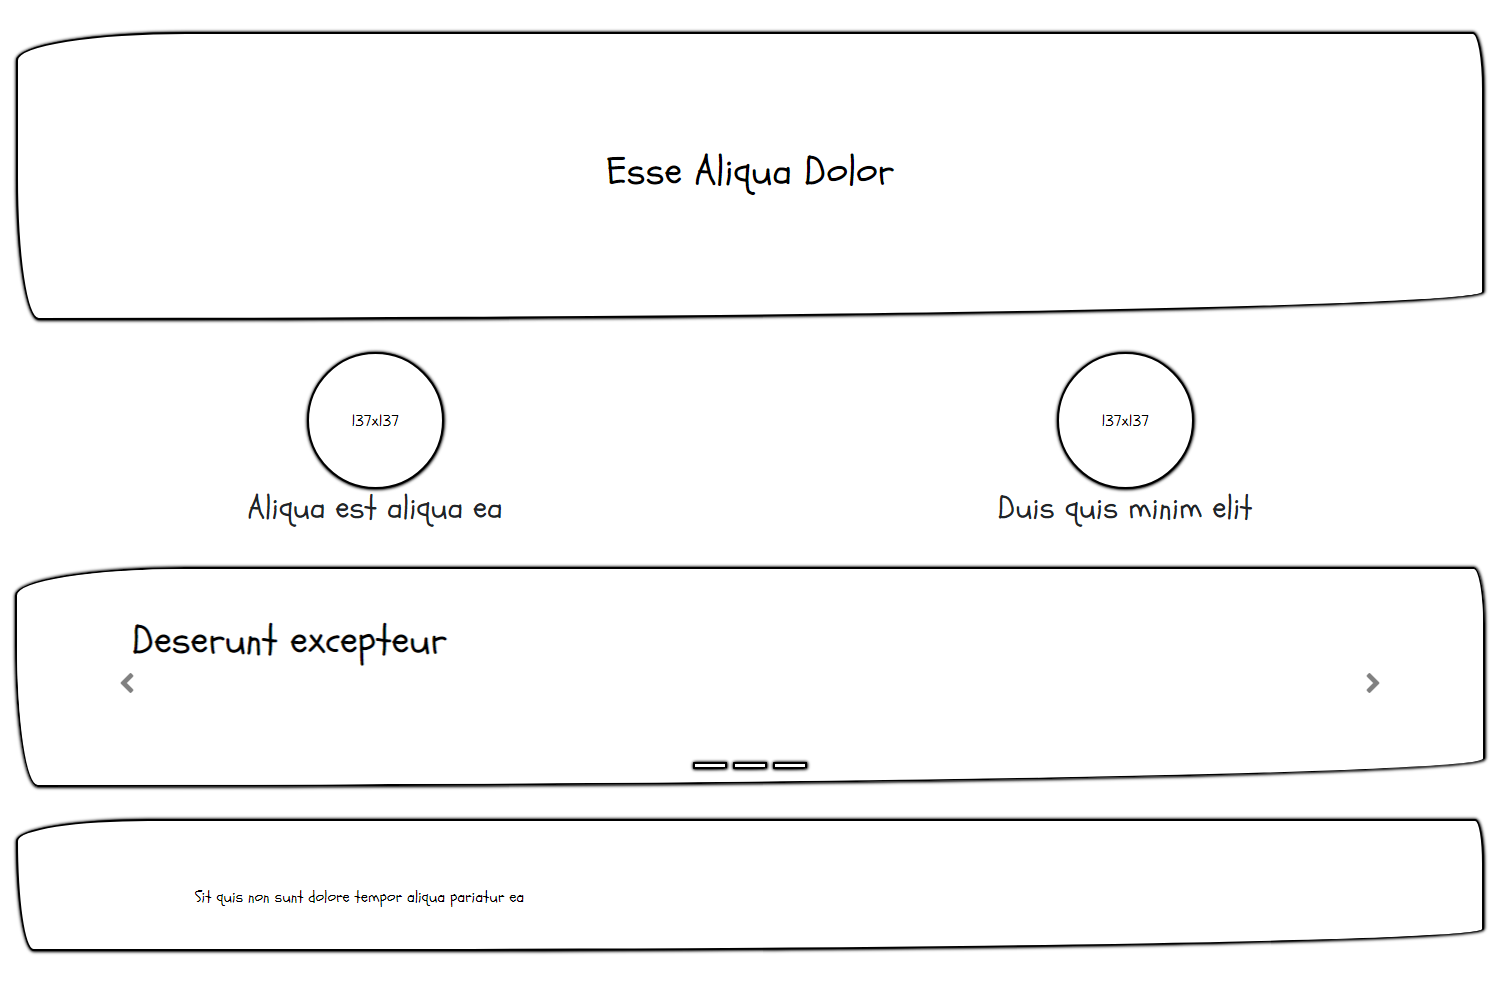 Esse Aliqua Dolor
137x137
137x137
Aliqua est aliqua ea
Duis quis minim elit
Deserunt excepteur
Sit quis non sunt dolore tempor aliqua pariatur ea